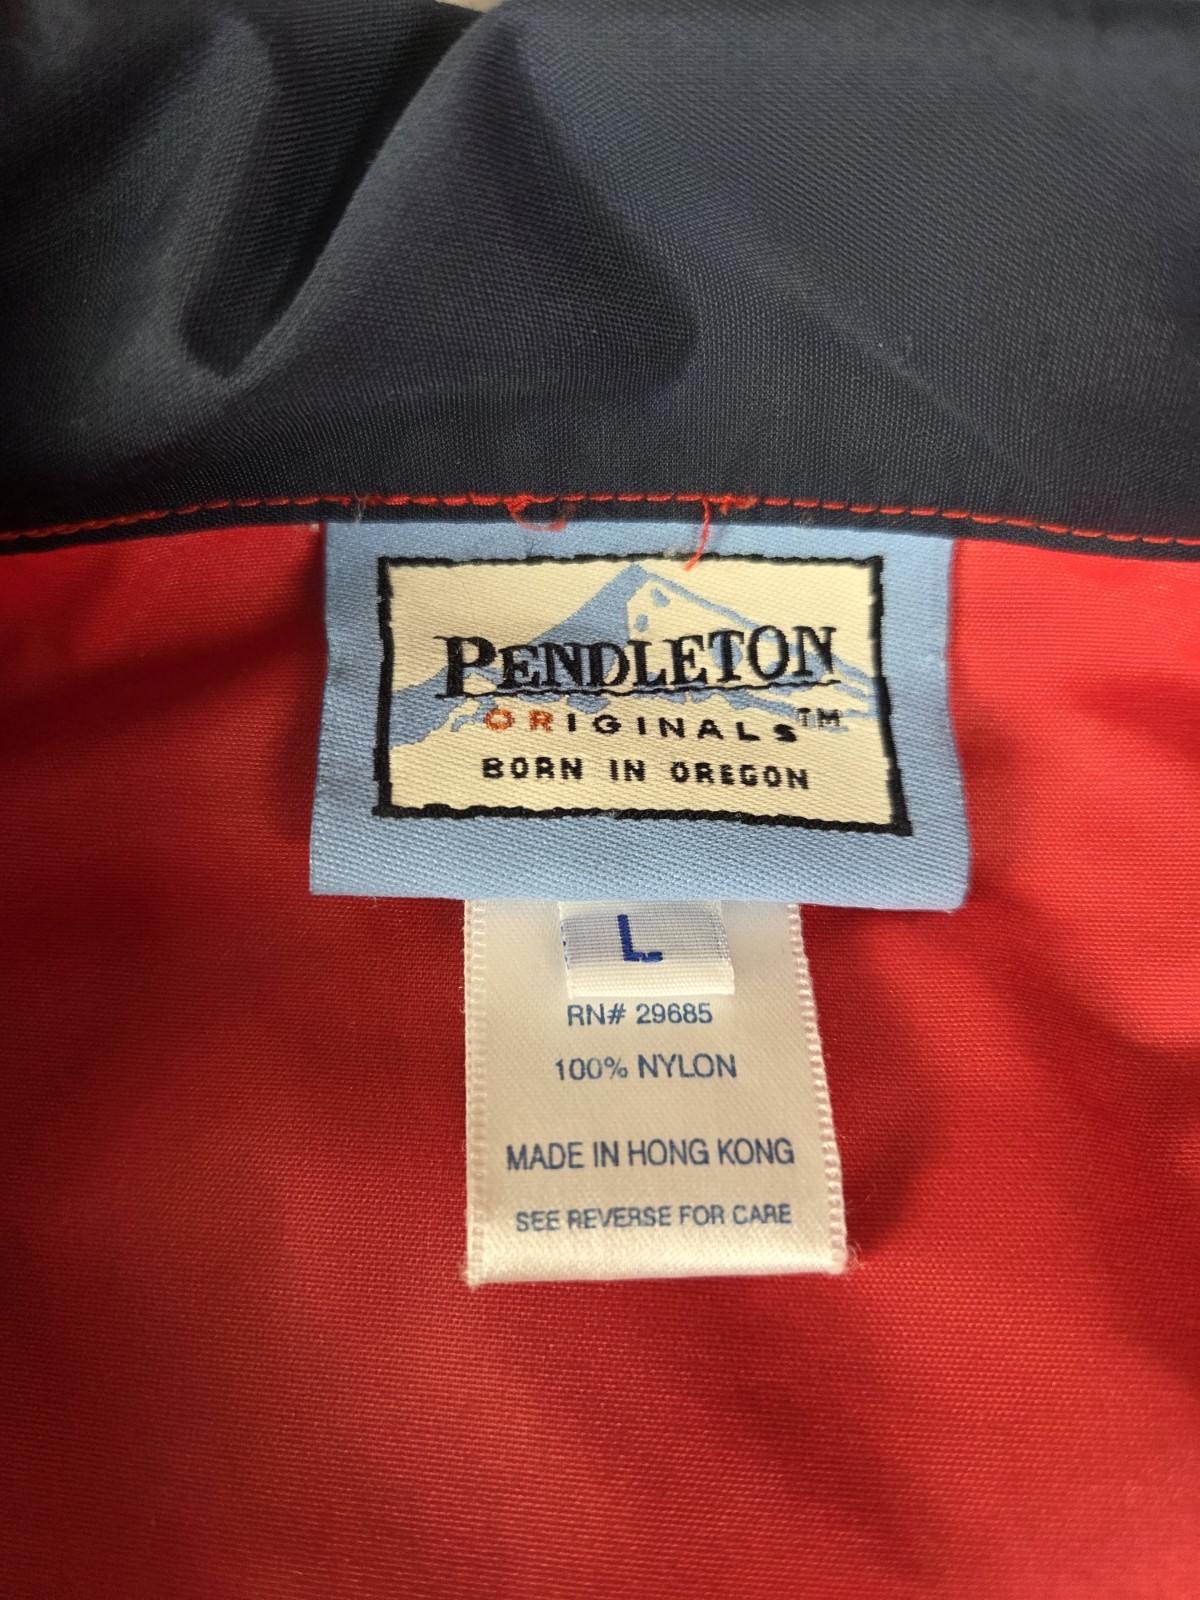 PENDLETON
ORIGINALS™
BORN IN OREGON
L
RN# 29685
100% NYLON
MADE IN HONG KONG
SEE REVERSE FOR CARE